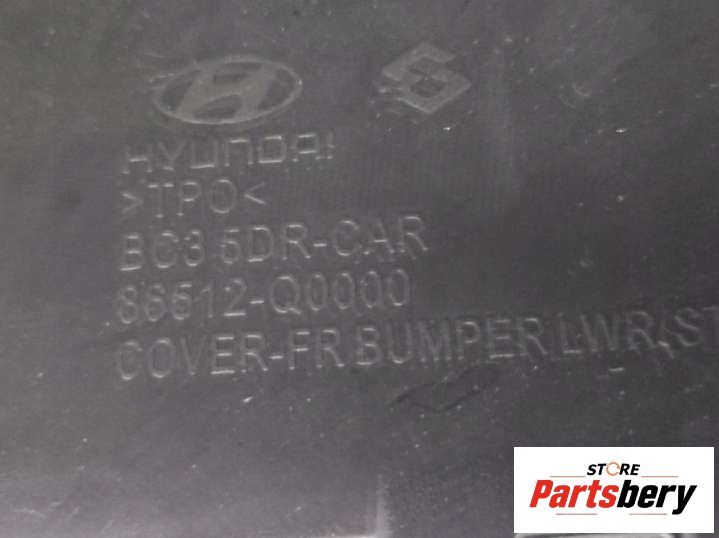 HYUNDAI
>TPO<
BC3 5DR-CAR
86512-Q0000
COVER-FR BUMPER LWR(ST
STORE
Partsbery